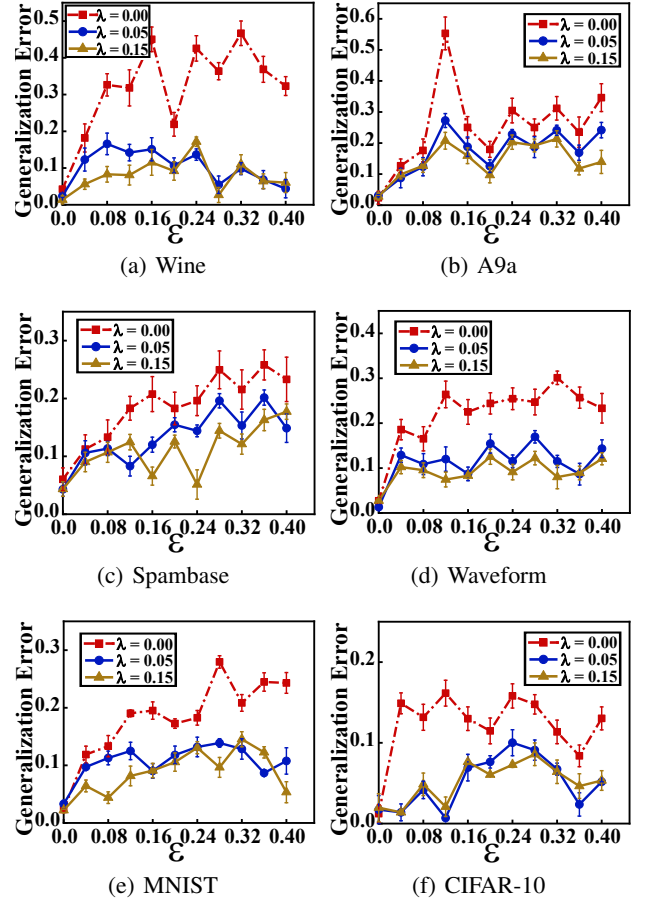 Generalization Error
0.5
0.4
0.3
0.2
0.1
0.0
λ = 0.00
λ = 0.05
λ = 0.15
0.0 0.08 0.16 0.24 0.32 0.40
ε
(a) Wine
Generalization Error
0.6
0.5
0.4
0.3
0.2
0.1
0.0
λ = 0.00
λ = 0.05
λ = 0.15
0.0 0.08 0.16 0.24 0.32 0.40
ε
(b) A9a
Generalization Error
0.3
0.2
0.1
0.0
λ = 0.00
λ = 0.05
λ = 0.15
0.0 0.08 0.16 0.24 0.32 0.40
ε
(c) Spambase
Generalization Error
0.4
0.3
0.2
0.1
0.0
λ = 0.00
λ = 0.05
λ = 0.15
0.0 0.08 0.16 0.24 0.32 0.40
ε
(d) Waveform
Generalization Error
0.3
0.2
0.1
0.0
λ = 0.00
λ = 0.05
λ = 0.15
0.0 0.08 0.16 0.24 0.32 0.40
ε
(e) MNIST
Generalization Error
0.2
0.1
0.0
λ = 0.00
λ = 0.05
λ = 0.15
0.0 0.08 0.16 0.24 0.32 0.40
ε
(f) CIFAR-10